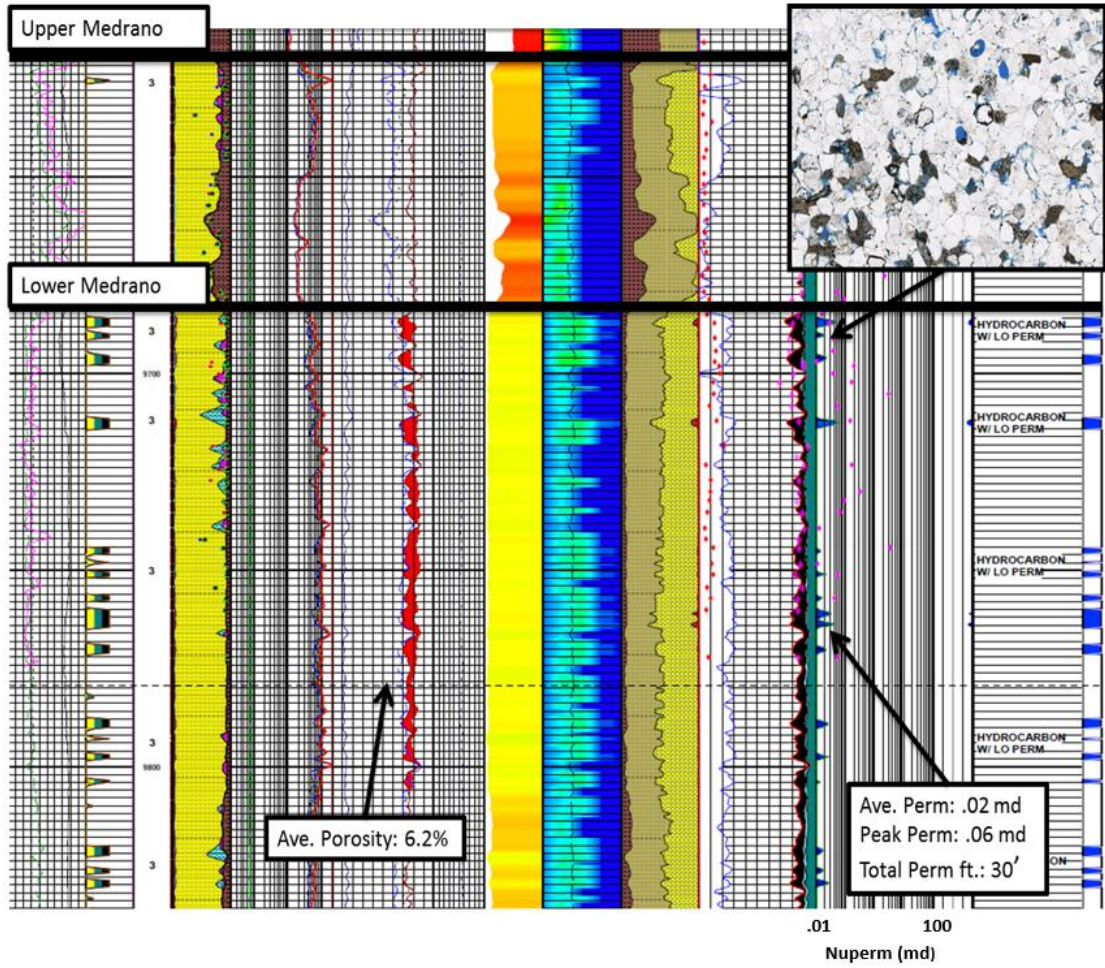 Upper Medrano
3
Lower Medrano
3
HYDROCARBON
W/ LO PERM
9700
3
HYDROCARBON
W/ LO PERM
3
HYDROCARBON
W/ LO PERM
3
HYDROCARBON
W/ LO PERM
9800
Ave. Porosity: 6.2%
Ave. Perm: .02 md
Peak Perm: .06 md
Total Perm ft.: 30′
3
.01 100
Nuperm (md)